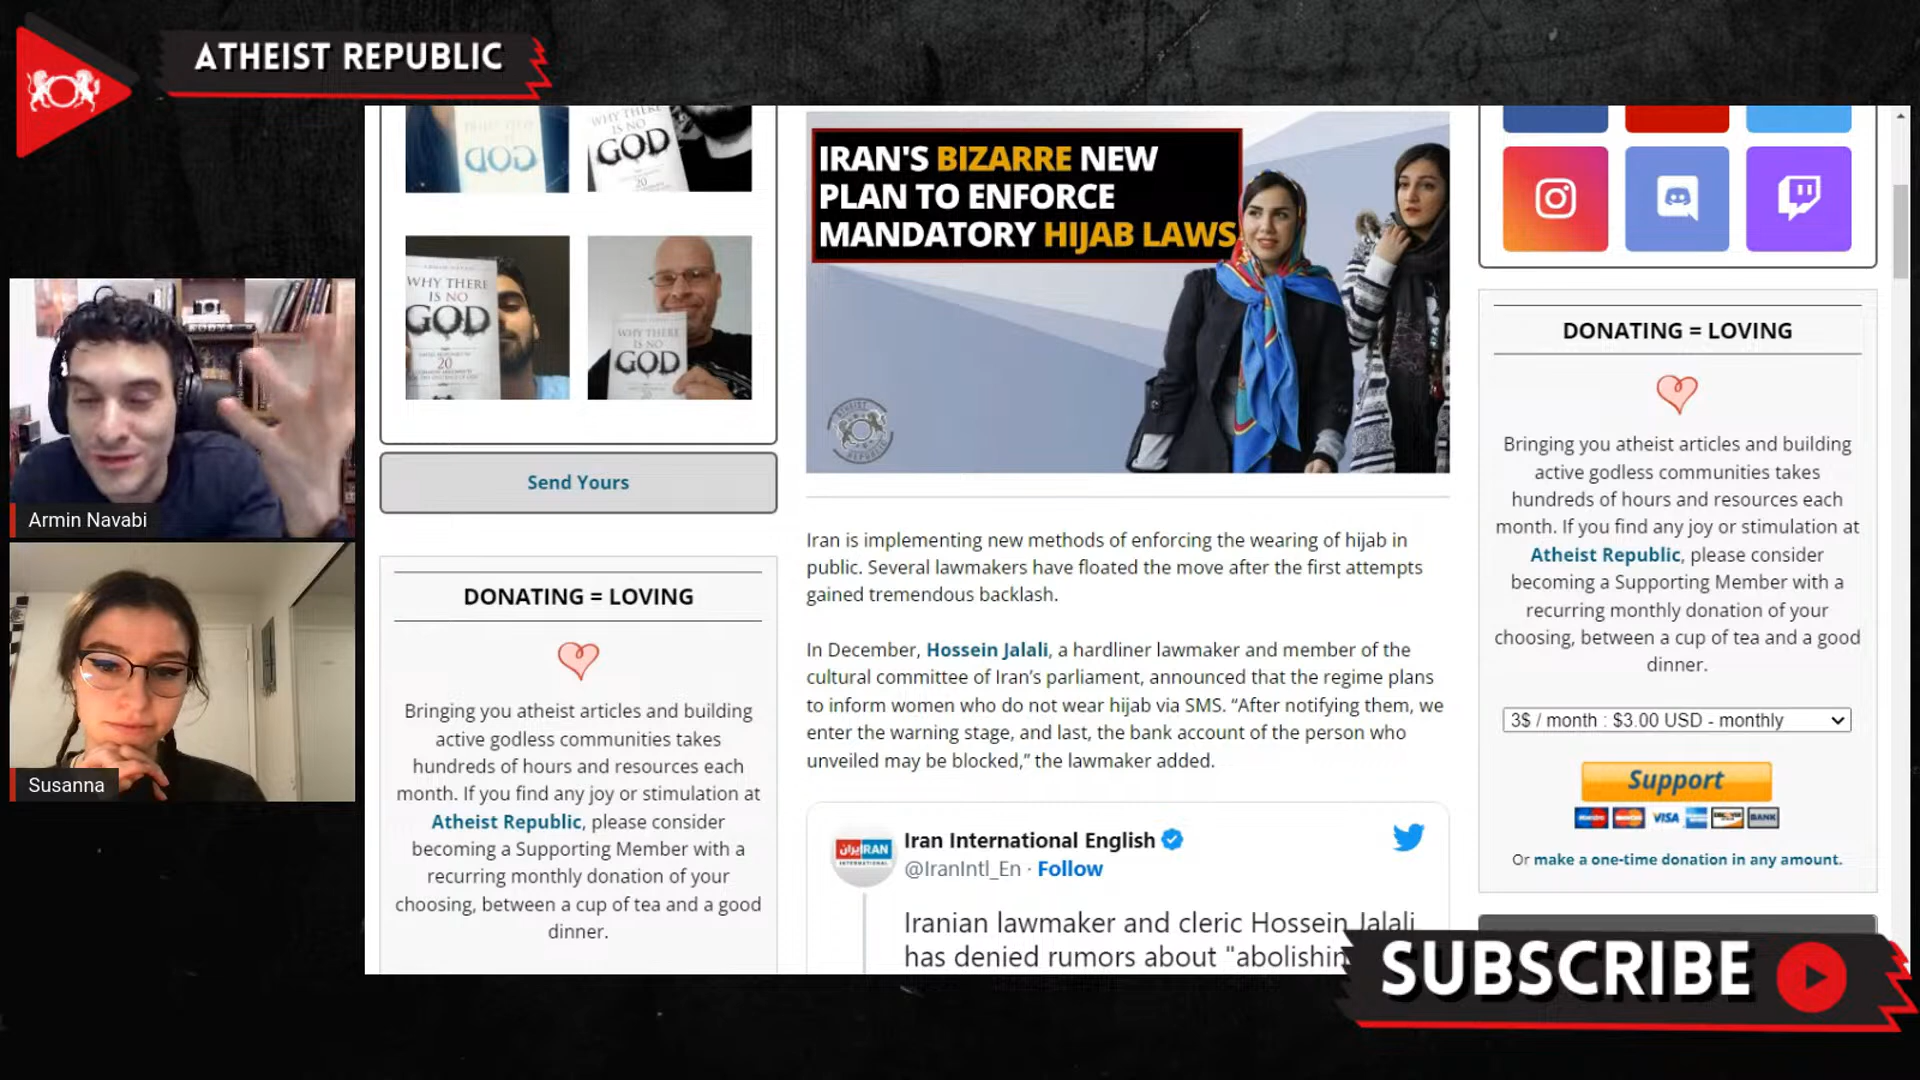 ATHEIST REPUBLIC
Armin Navabi
Susanna
GOD
WHY THERE
IS NO
GOD
20
WHY THERE
IS NO
GOD
20
WHY THERE
IS NO
GOD
Send Yours
DONATING = LOVING
Bringing you atheist articles and building
active godless communities takes
hundreds of hours and resources each
month. If you find any joy or stimulation at
Atheist Republic, please consider
becoming a Supporting Member with a
recurring monthly donation of your
choosing, between a cup of tea and a good
dinner.
IRAN'S BIZARRE NEW
PLAN TO ENFORCE
MANDATORY HIJAB LAWS
ATHEIST
REPUBLIC
Iran is implementing new methods of enforcing the wearing of hijab in
public. Several lawmakers have floated the move after the first attempts
gained tremendous backlash.
In December, Hossein Jalali, a hardliner lawmaker and member of the
cultural committee of Iran’s parliament, announced that the regime plans
to inform women who do not wear hijab via SMS. “After notifying them, we
enter the warning stage, and last, the bank account of the person who
unveiled may be blocked,” the lawmaker added.
ایران IRAN
INTERNATIONAL
Iran International English
@IranIntl_En · Follow
Iranian lawmaker and cleric Hossein Jalali
has denied rumors about "abolishin
DONATING = LOVING
Bringing you atheist articles and building
active godless communities takes
hundreds of hours and resources each
month. If you find any joy or stimulation at
Atheist Republic, please consider
becoming a Supporting Member with a
recurring monthly donation of your
choosing, between a cup of tea and a good
dinner.
3$ / month : $3.00 USD - monthly
Support
VISA
BANK
Or make a one-time donation in any amount.
SUBSCRIBE